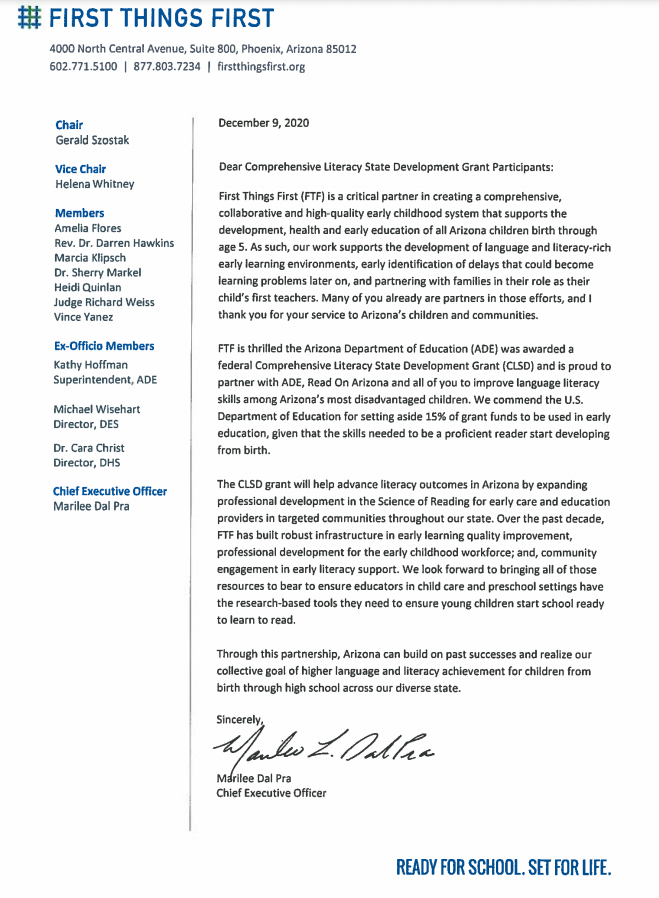 FIRST THINGS FIRST
4000 North Central Avenue, Suite 800, Phoenix, Arizona 85012
602.771.5100 | 877.803.7234 | firstthingsfirst.org
Chair
Gerald Szostak
Vice Chair
Helena Whitney
Members
Amelia Flores
Rev. Dr. Darren Hawkins
Marcia Klipsch
Dr. Sherry Markel
Heidi Quinlan
Judge Richard Weiss
Vince Yanez
Ex-Officio Members
Kathy Hoffman
Superintendent, ADE
Michael Wisehart
Director, DES
Dr. Cara Christ
Director, DHS
Chief Executive Officer
Marilee Dal Pra
December 9, 2020
Dear Comprehensive Literacy State Development Grant Participants:
First Things First (FTF) is a critical partner in creating a comprehensive,
collaborative and high-quality early childhood system that supports the
development, health and early education of all Arizona children birth through
age 5. As such, our work supports the development of language and literacy-rich
early learning environments, early identification of delays that could become
learning problems later on, and partnering with families in their role as their
child's first teachers. Many of you already are partners in those efforts, and I
thank you for your service to Arizona's children and communities.
FTF is thrilled the Arizona Department of Education (ADE) was awarded a
federal Comprehensive Literacy State Development Grant (CLSD) and is proud to
partner with ADE, Read On Arizona and all of you to improve language literacy
skills among Arizona's most disadvantaged children. We commend the U.S.
Department of Education for setting aside 15% of grant funds to be used in early
education, given that the skills needed to be a proficient reader start developing
from birth.
The CLSD grant will help advance literacy outcomes in Arizona by expanding
professional development in the Science of Reading for early care and education
providers in targeted communities throughout our state. Over the past decade,
FTF has built robust infrastructure in early learning quality improvement,
professional development for the early childhood workforce; and, community
engagement in early literacy support. We look forward to bringing all of those
resources to bear to ensure educators in child care and preschool settings have
the research-based tools they need to ensure young children start school ready
to learn to read.
Through this partnership, Arizona can build on past successes and realize our
collective goal of higher language and literacy achievement for children from
birth through high school across our diverse state.
Sincerely,
Marilee L. Dal Pra
Marilee Dal Pra
Chief Executive Officer
READY FOR SCHOOL. SET FOR LIFE.